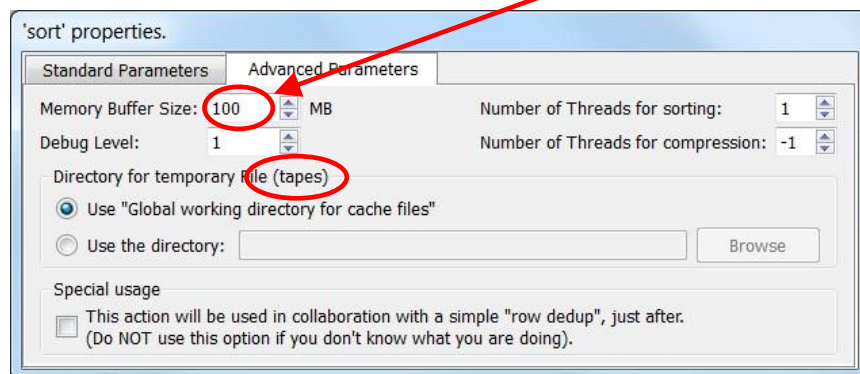 'sort' properties.
Standard Parameters Advanced Parameters
Memory Buffer Size: 100 MB Number of Threads for sorting: 1
Debug Level: 1 Number of Threads for compression: -1
Directory for temporary File (tapes)
Use "Global working directory for cache files"
Use the directory: Browse
Special usage
This action will be used in collaboration with a simple "row dedup", just after.
(Do NOT use this option if you don't know what you are doing).